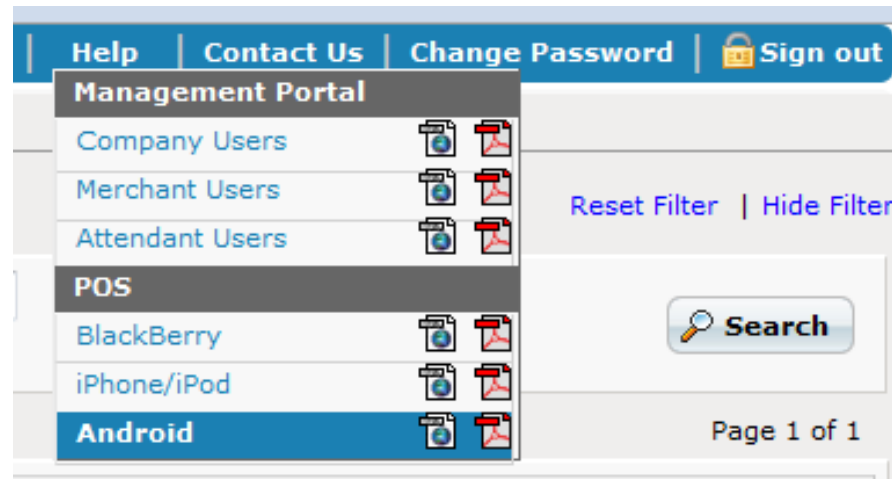 Help | Contact Us | Change Password | Sign out
Management Portal
Company Users
Merchant Users
Reset Filter | Hide Filter
Attendant Users
POS
BlackBerry
Search
iPhone/iPod
Android
Page 1 of 1